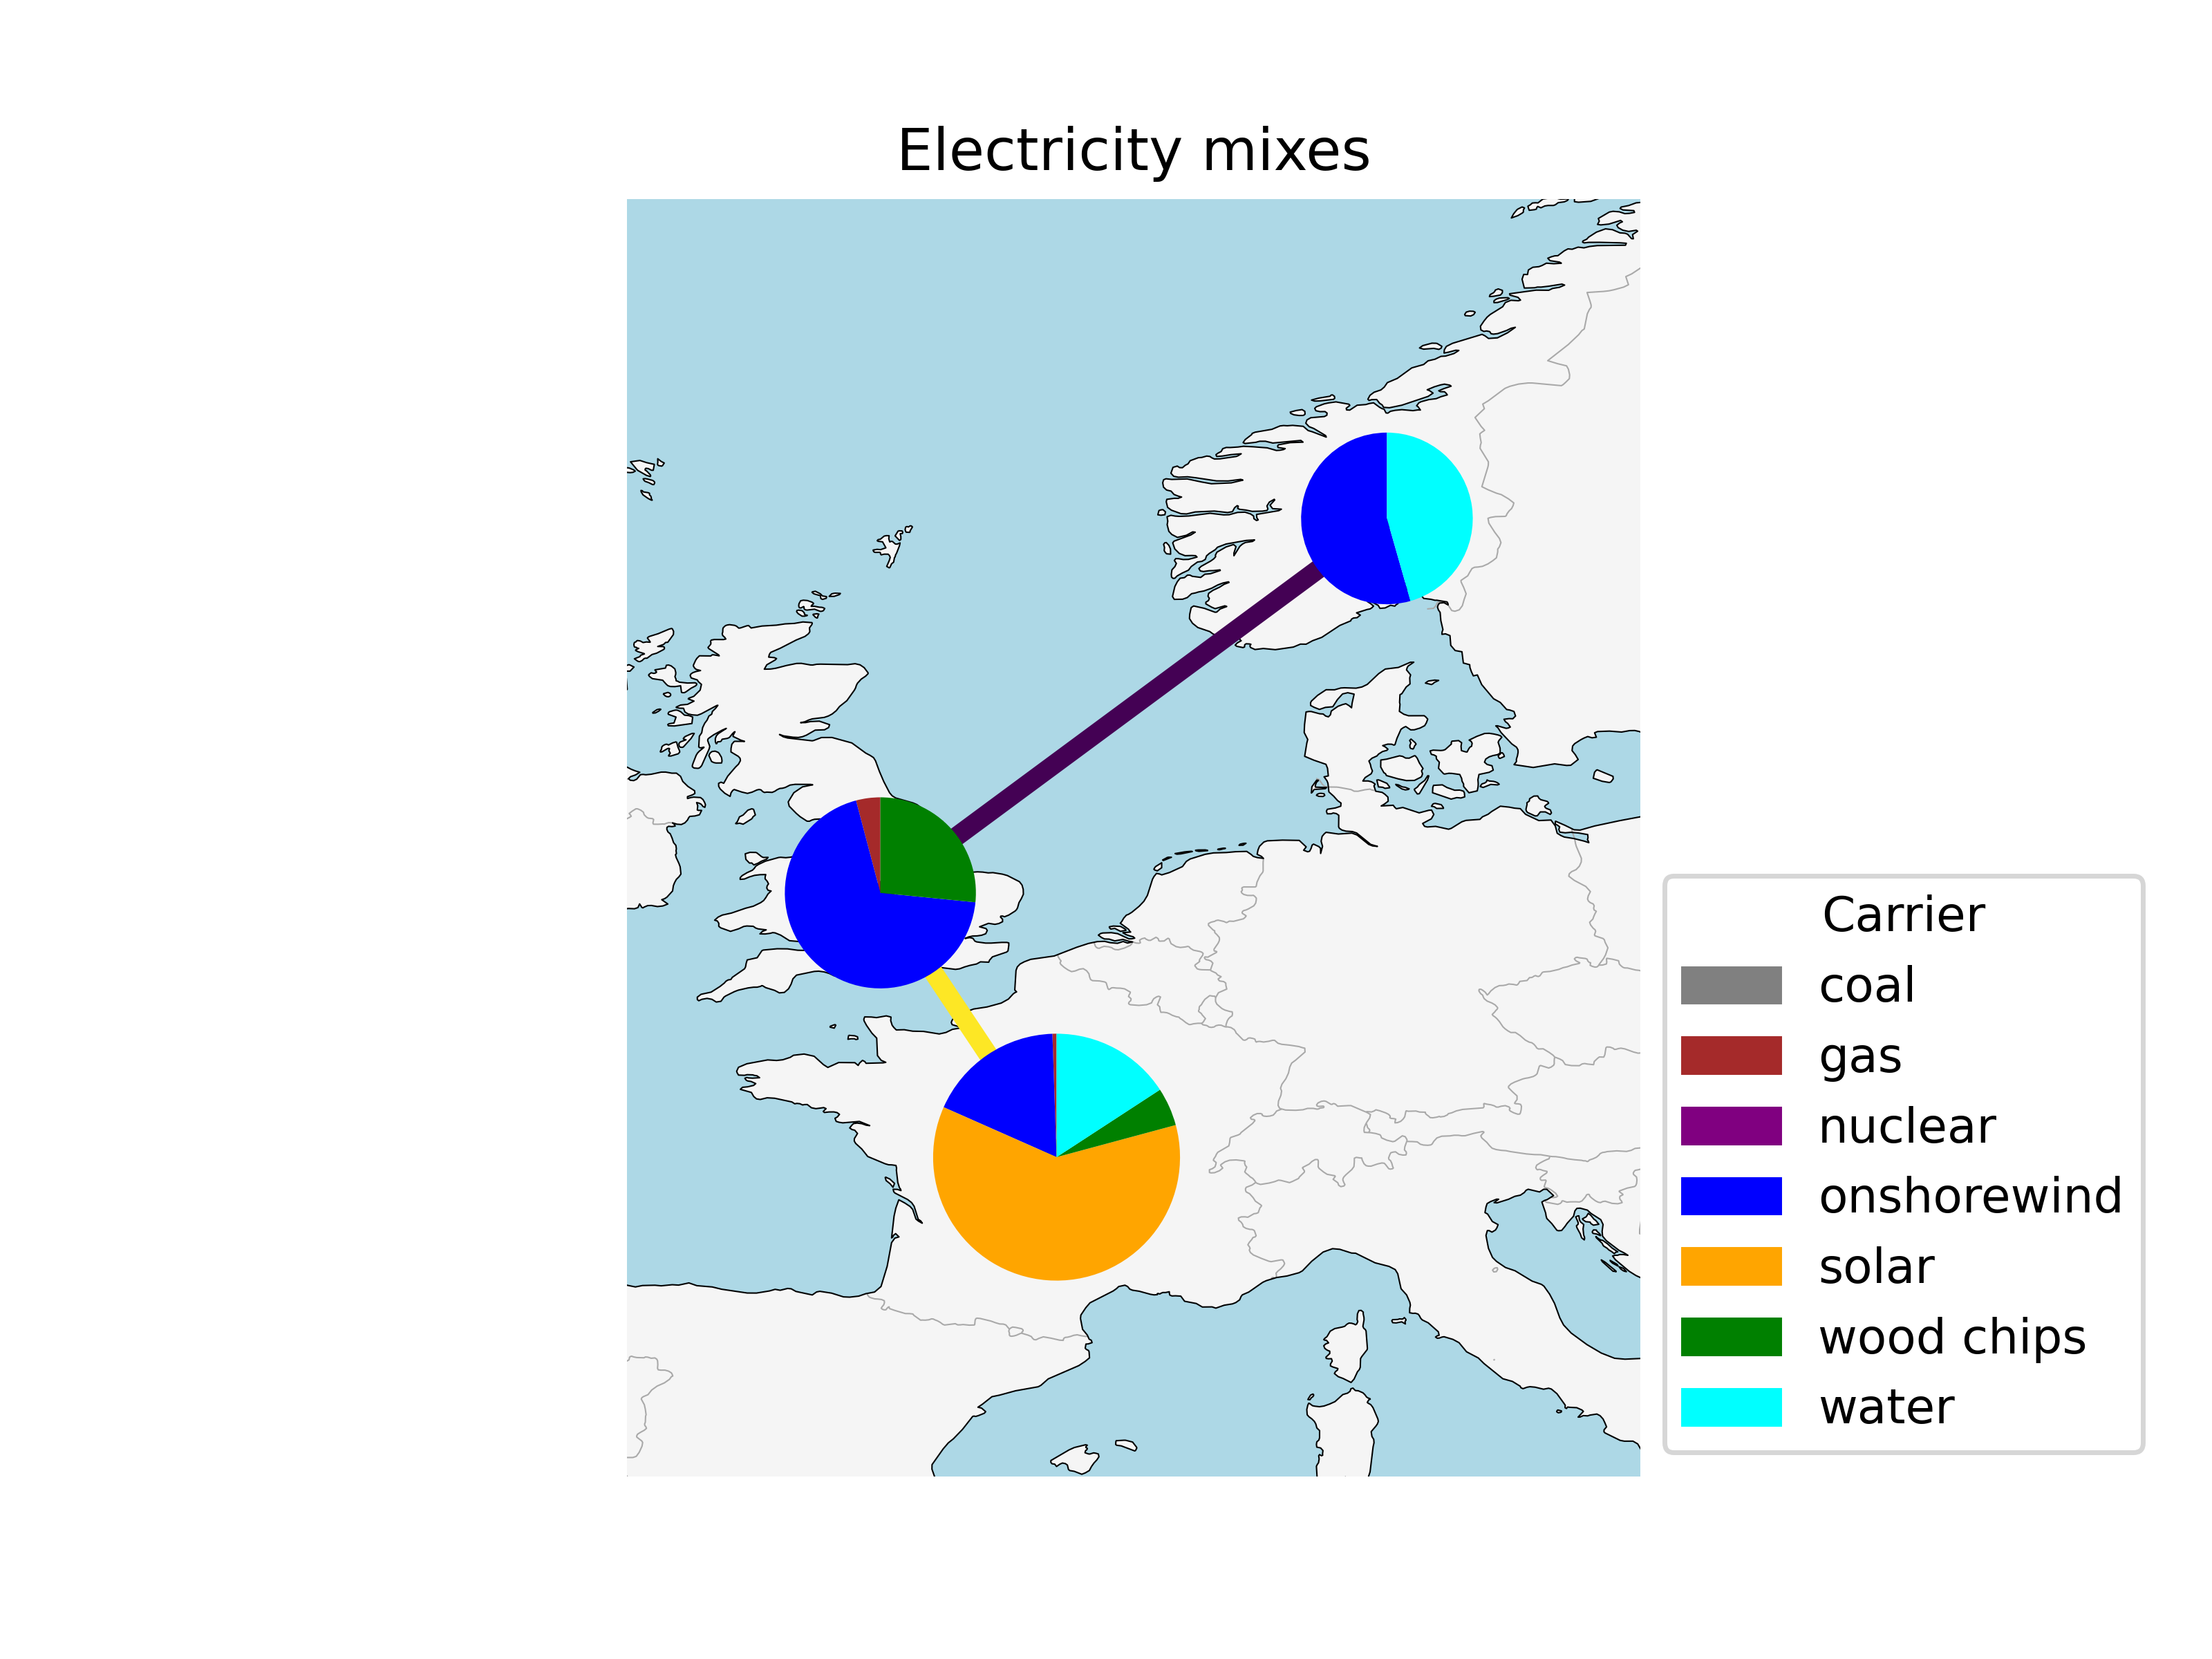 Electricity mixes
Carrier
coal
gas
nuclear
onshorewind
solar
wood chips
water